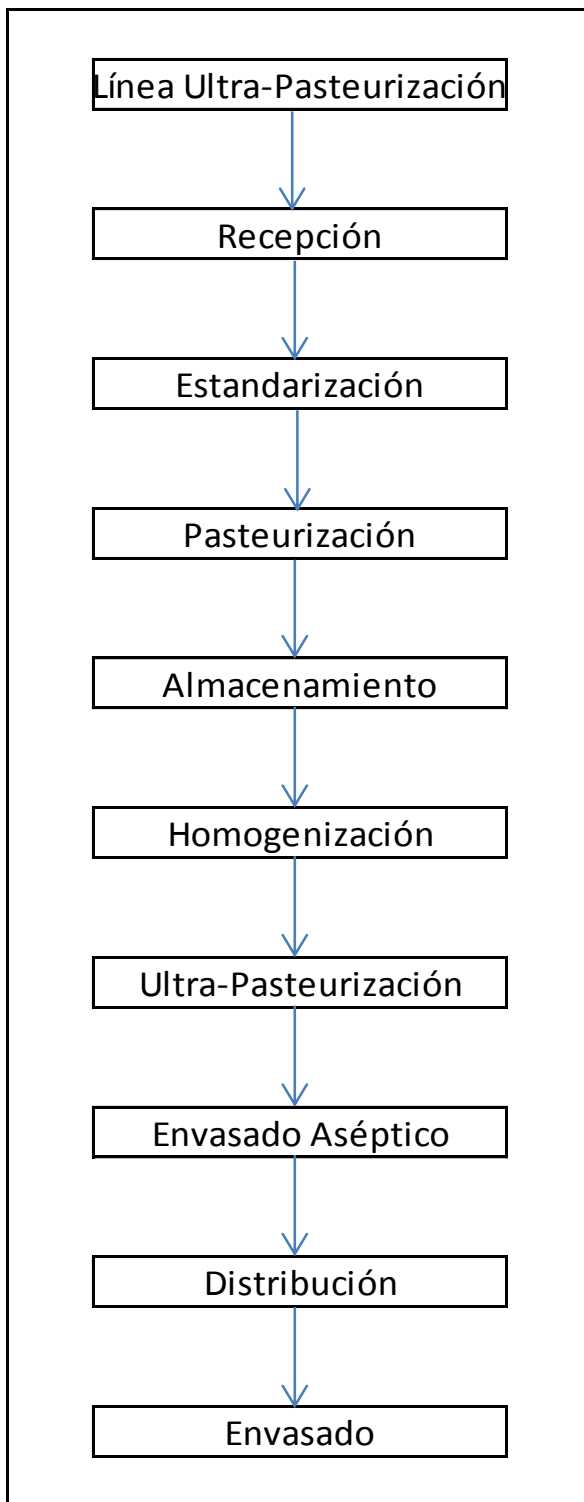 Línea Ultra-Pasteurización
Recepción
Estandarización
Pasteurización
Almacenamiento
Homogenización
Ultra-Pasteurización
Envasado Aséptico
Distribución
Envasado